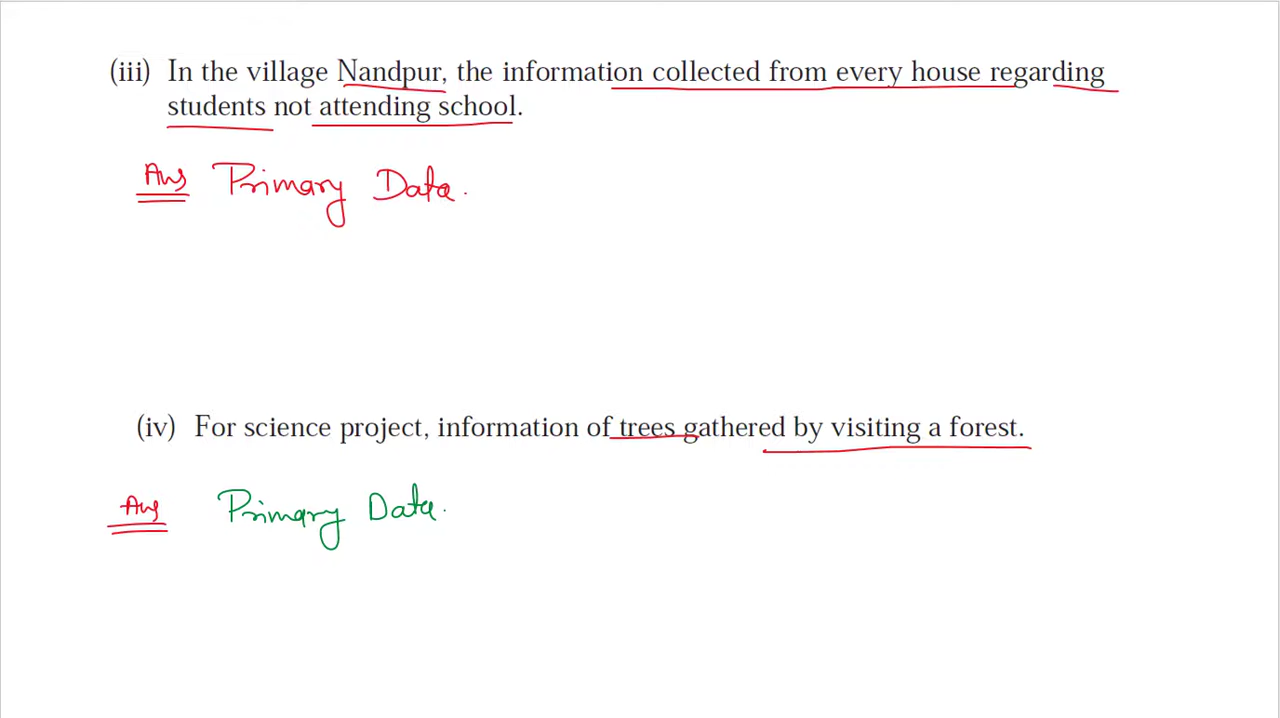 (iii) In the village Nandpur, the information collected from every house regarding
students not attending school.
Ans Primary Data.
(iv) For science project, information of trees gathered by visiting a forest.
Ans Primary Data.